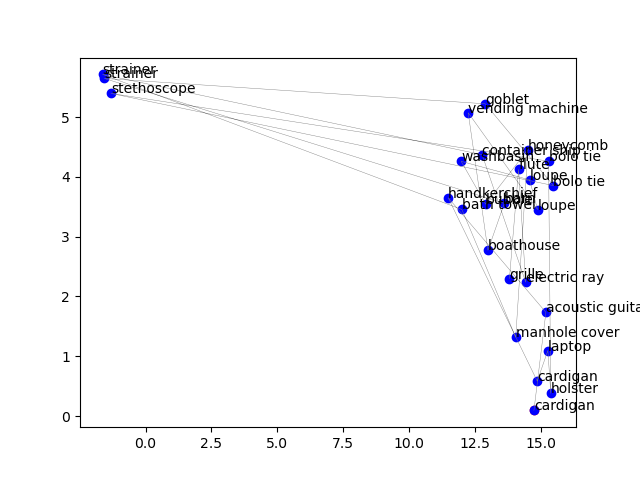 strainer
strainer
stethoscope
goblet
vending machine
honeycomb
container ship
washbasin
bolo tie
flute
loupe
bolo tie
handkerchief
bath towel
loupe
boathouse
grille
electric ray
acoustic guita
manhole cover
laptop
cardigan
holster
cardigan
5
4
3
2
1
0
0.0 2.5 5.0 7.5 10.0 12.5 15.0